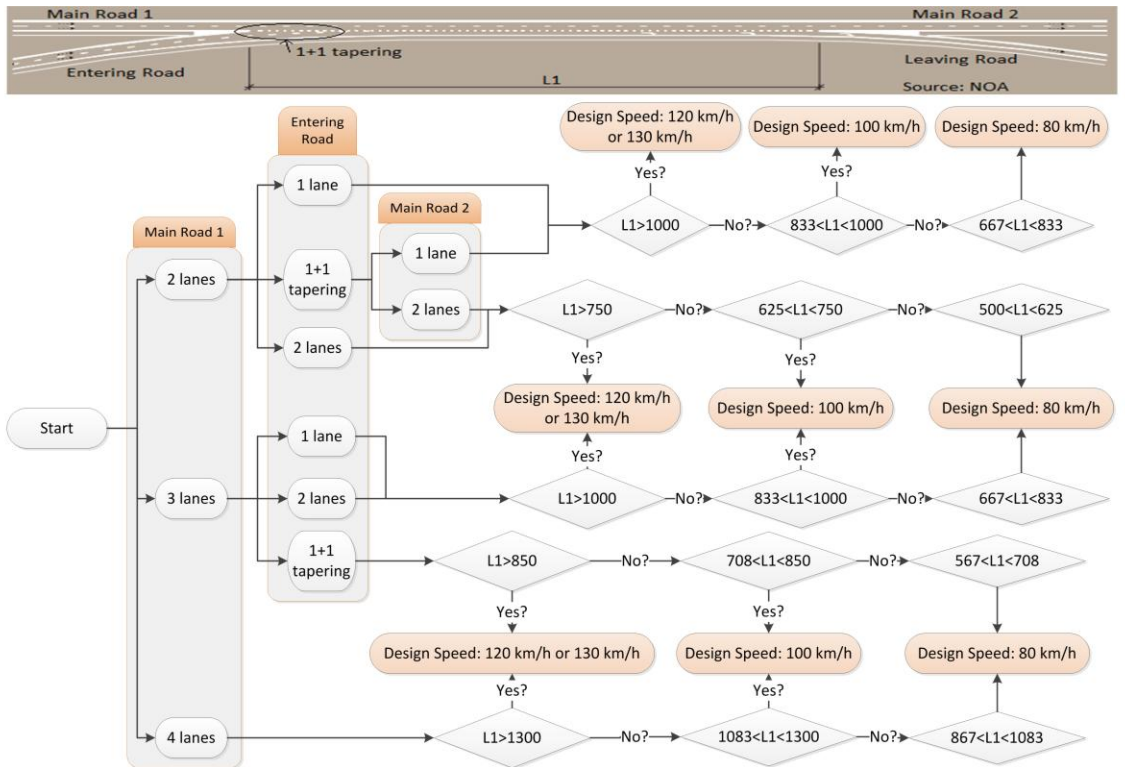 Main Road 1
Main Road 2
1+1 tapering
Entering Road
Leaving Road
L1
Source: NOA
Entering
Road
Design Speed: 120 km/h
or 130 km/h
Design Speed: 100 km/h
Design Speed: 80 km/h
Yes?
Yes?
1 lane
Main Road 2
L1>1000
No?
833<L1<1000
No?
667<L1<833
Main Road 1
1 lane
2 lanes
1+1
tapering
2 lanes
L1>750
No?
625<L1<750
No?
500<L1<625
2 lanes
Yes?
Yes?
Design Speed: 120 km/h
or 130 km/h
Design Speed: 100 km/h
Design Speed: 80 km/h
Start
1 lane
Yes?
Yes?
3 lanes
2 lanes
L1>1000
No?
833<L1<1000
No?
667<L1<833
1+1
tapering
L1>850
No?
708<L1<850
No?
567<L1<708
Yes?
Yes?
Design Speed: 120 km/h or 130 km/h
Design Speed: 100 km/h
Design Speed: 80 km/h
Yes?
Yes?
4 lanes
L1>1300
No?
1083<L1<1300
No?
867<L1<1083